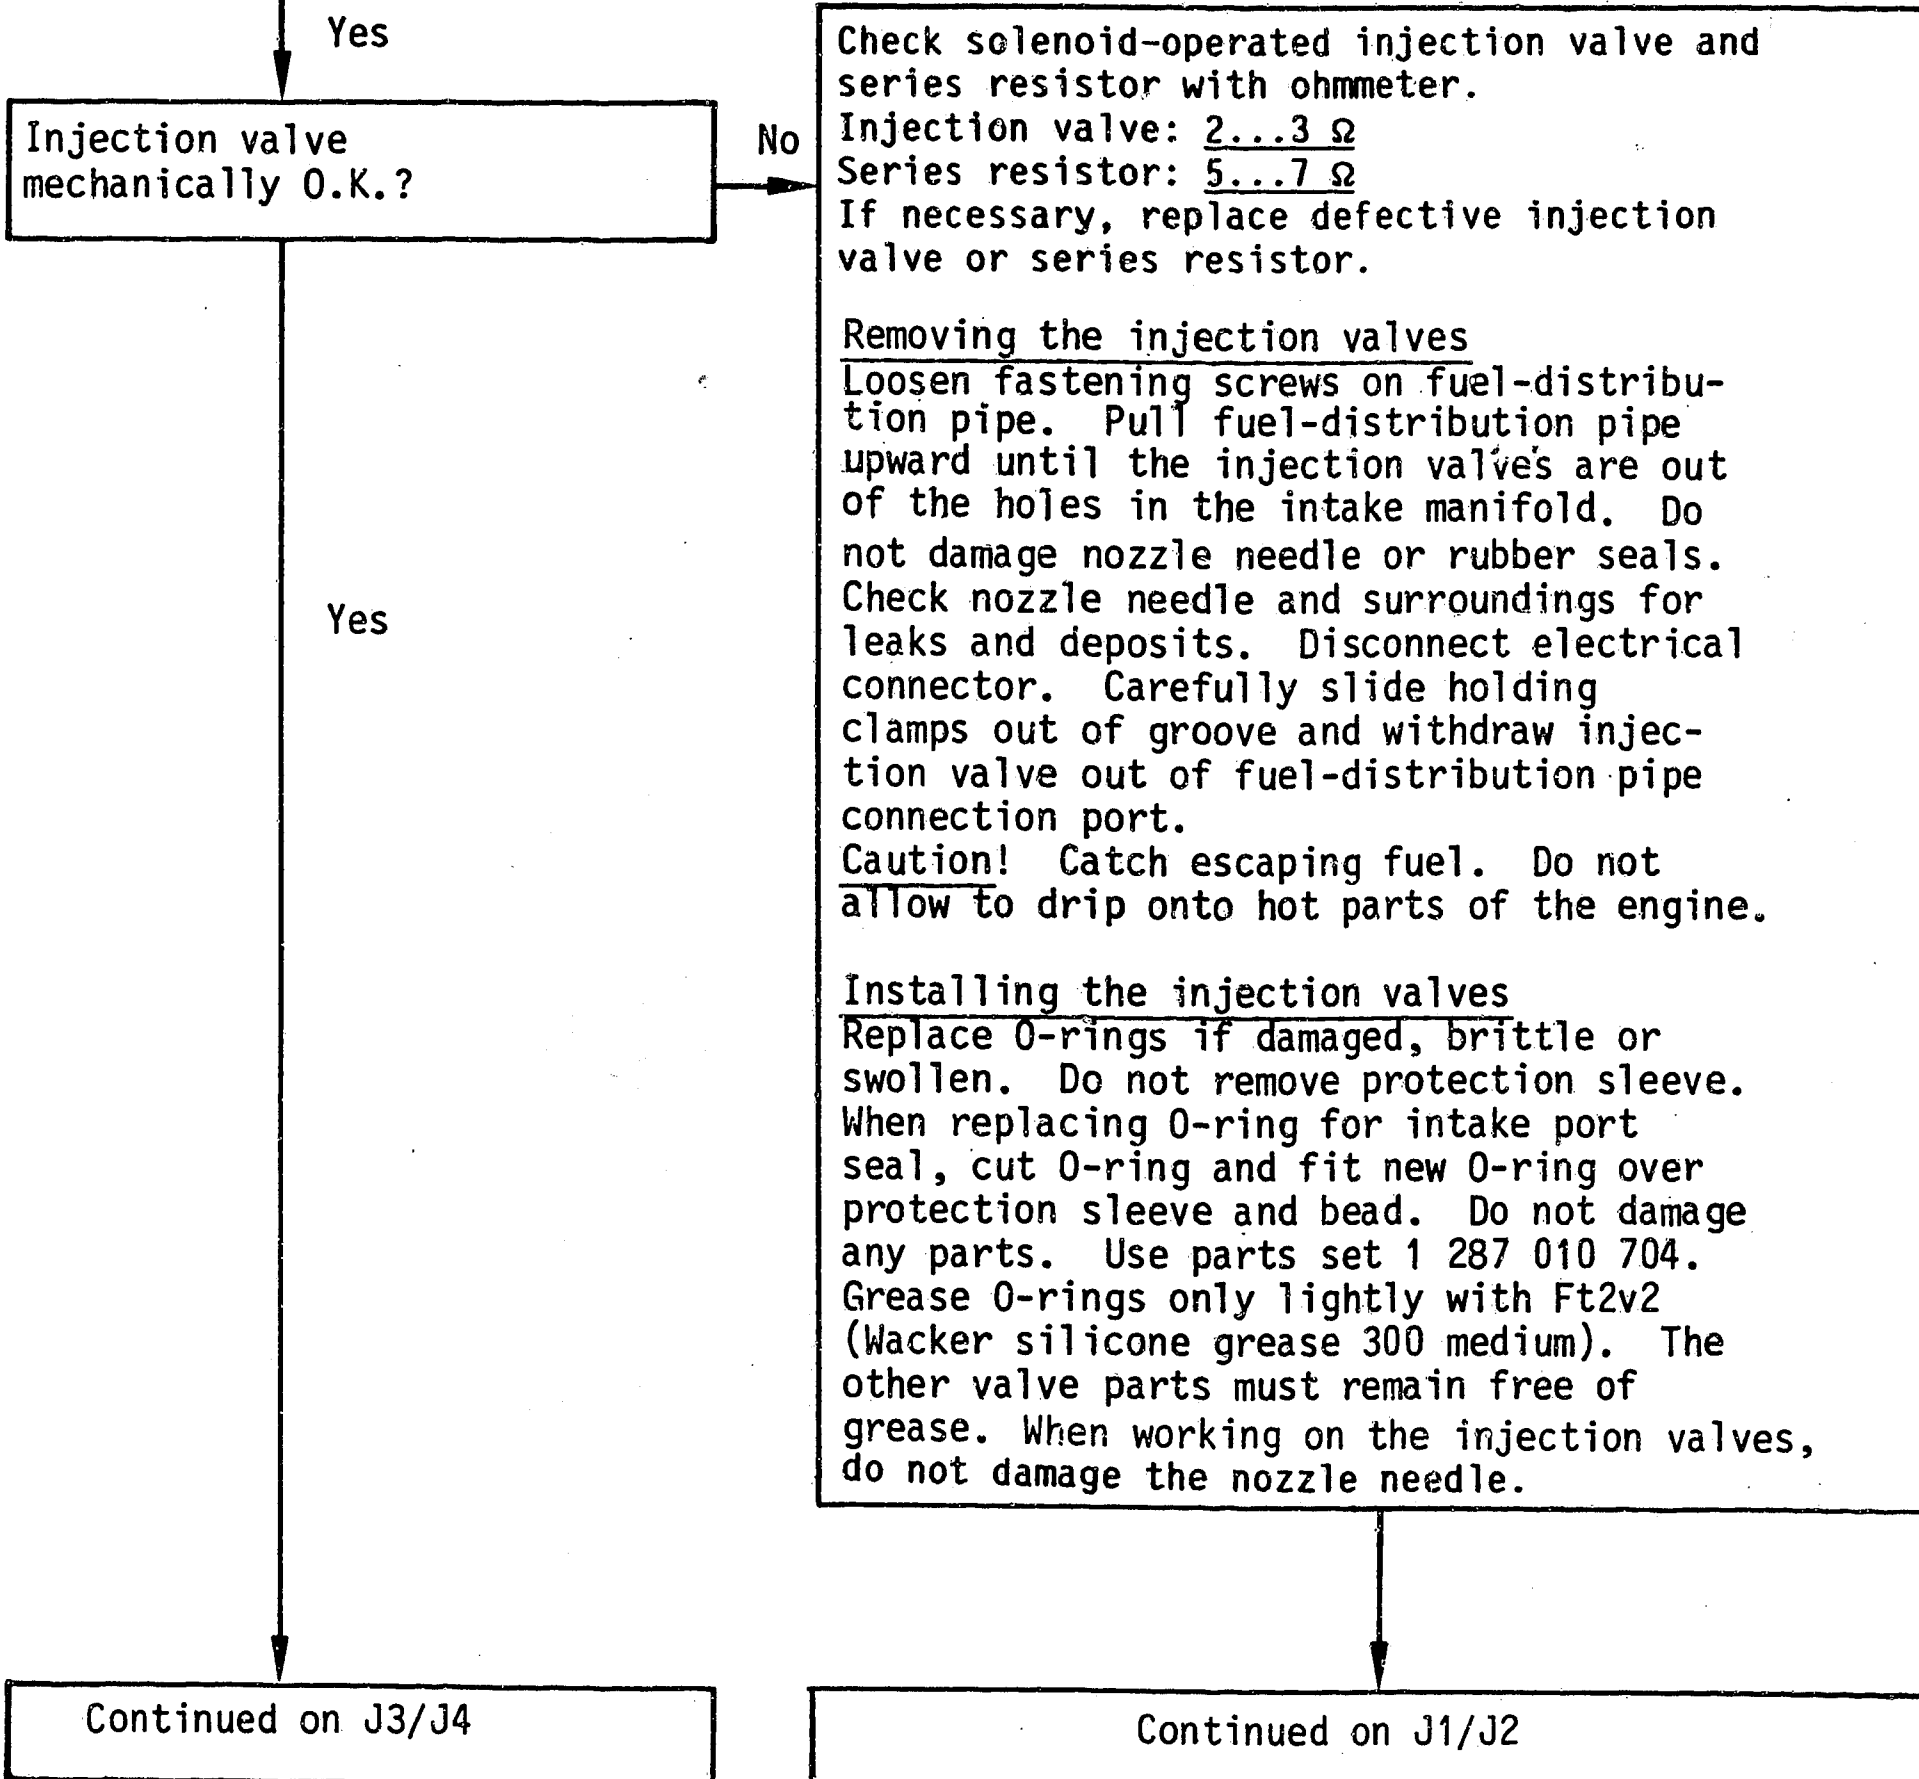 Yes
Injection valve
mechanically O.K.?
No
Check solenoid-operated injection valve and
series resistor with ohmmeter.
Injection valve: 2...3 Ω
Series resistor: 5...7 Ω
If necessary, replace defective injection
valve or series resistor.
Removing the injection valves
Loosen fastening screws on fuel-distribu-
tion pipe. Pull fuel-distribution pipe
upward until the injection valves are out
of the holes in the intake manifold. Do
not damage nozzle needle or rubber seals.
Check nozzle needle and surroundings for
leaks and deposits. Disconnect electrical
connector. Carefully slide holding
clamps out of groove and withdraw injec-
tion valve out of fuel-distribution pipe
connection port.
Caution! Catch escaping fuel. Do not
allow to drip onto hot parts of the engine.
Installing the injection valves
Replace O-rings if damaged, brittle or
swollen. Do not remove protection sleeve.
When replacing O-ring for intake port
seal, cut O-ring and fit new O-ring over
protection sleeve and bead. Do not damage
any parts. Use parts set 1 287 010 704.
Grease O-rings only lightly with Ft2v2
(Wacker silicone grease 300 medium). The
other valve parts must remain free of
grease. When working on the injection valves,
do not damage the nozzle needle.
Yes
Continued on J3/J4
Continued on J1/J2